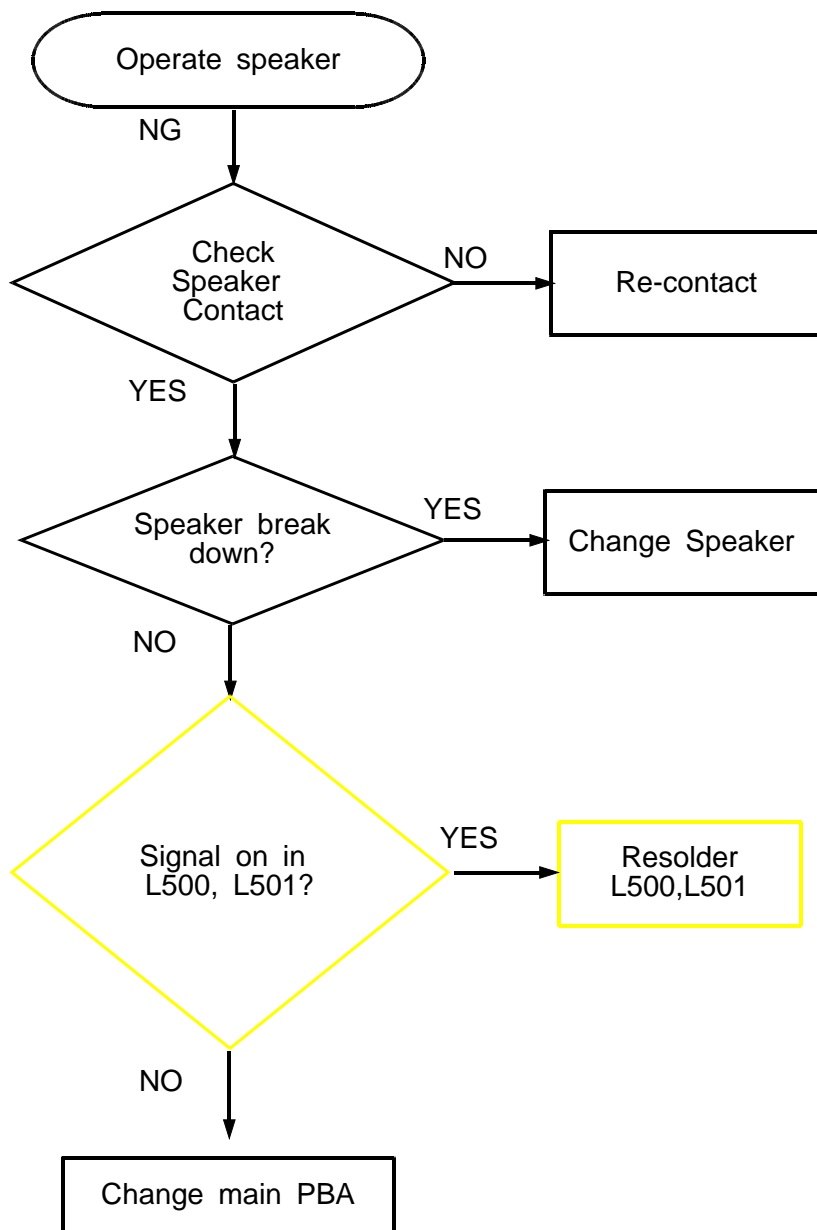 Operate speaker
NG
Check
Speaker
Contact
NO
Re-contact
YES
Speaker break
down?
YES
Change Speaker
NO
Signal on in
L500, L501?
YES
Resolder
L500,L501
NO
Change main PBA